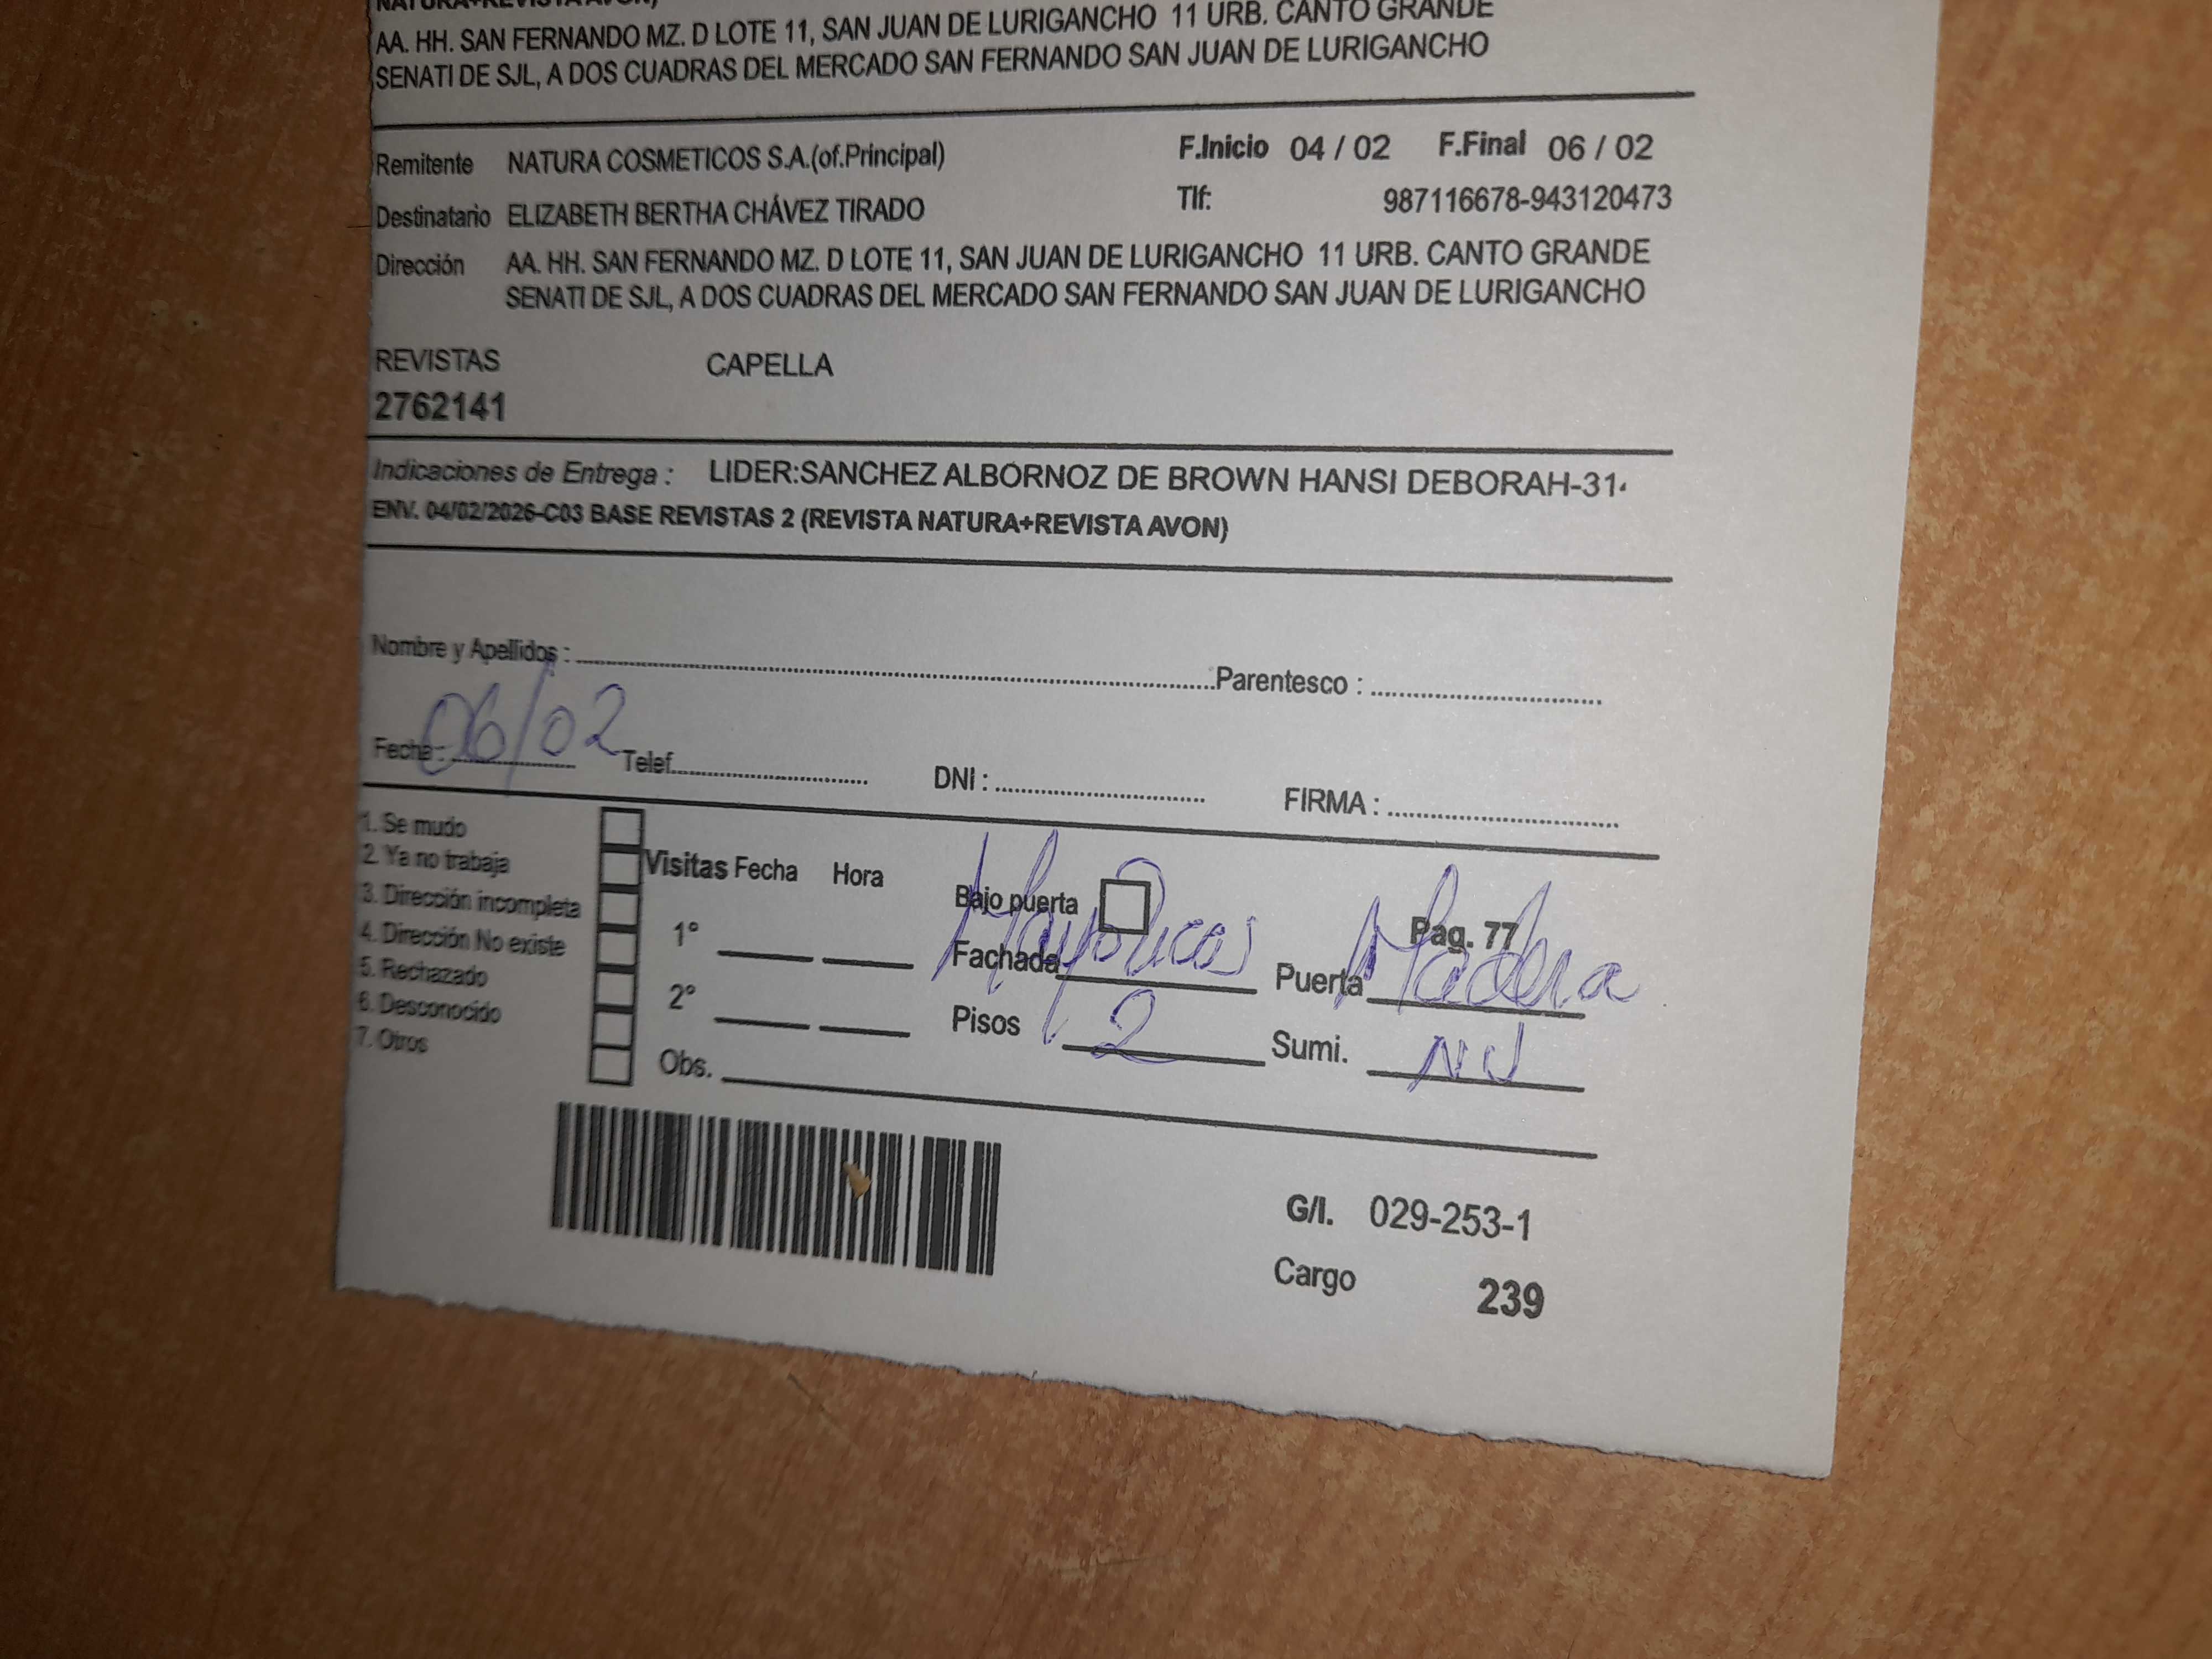 NATURA+REVISTA AVON)
AA. HH. SAN FERNANDO MZ. D LOTE 11, SAN JUAN DE LURIGANCHO 11 URB. CANTO GRANDE
SENATI DE SJL, A DOS CUADRAS DEL MERCADO SAN FERNANDO SAN JUAN DE LURIGANCHO
Remitente NATURA COSMETICOS S.A.(of.Principal) F.Inicio 04 / 02 F.Final 06 / 02
Destinatario ELIZABETH BERTHA CHÁVEZ TIRADO Tlf: 987116678-943120473
Dirección AA. HH. SAN FERNANDO MZ. D LOTE 11, SAN JUAN DE LURIGANCHO 11 URB. CANTO GRANDE
SENATI DE SJL, A DOS CUADRAS DEL MERCADO SAN FERNANDO SAN JUAN DE LURIGANCHO
REVISTAS CAPELLA
2762141
Indicaciones de Entrega : LIDER:SANCHEZ ALBORNOZ DE BROWN HANSI DEBORAH-31
ENV. 04/02/2026-C03 BASE REVISTAS 2 (REVISTA NATURA+REVISTA AVON)
Nombre y Apellidos : Parentesco :
Fecha : 06/02 Telef. DNI : FIRMA :
1. Se mudo
2. Ya no trabaja
3. Dirección incompleta
4. Dirección No existe
5. Rechazado
6. Desconocido
7. Otros
Visitas Fecha Hora
1°
2°
Obs.
Bajo puerta Pag. 77
Fachada Mayolicas Puerta Madera
Pisos 2 Sumi. NV
G/I. 029-253-1
Cargo 239